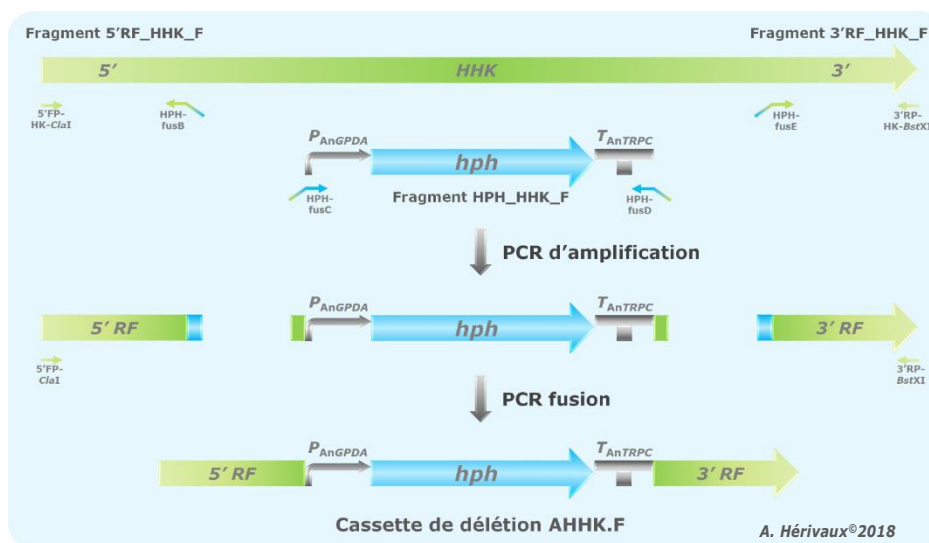 Fragment 5'RF_HHK_F
Fragment 3'RF_HHK_F
5'
HHK
3'
5'FP-
HK-ClaI
HPH-
fusB
HPH-
fusE
3'RP-
HK-BstXI
PAnGPDA
hph
TAnTRPC
HPH-
fusC
Fragment HPH_HHK_F
HPH-
fusD
PCR d'amplification
5' RF
PAnGPDA
hph
TAnTRPC
3' RF
5'FP-
ClaI
3'RP-
BstXI
PCR fusion
5' RF
PAnGPDA
hph
TAnTRPC
3' RF
Cassette de délétion AHHK.F
A. Hérivaux©2018